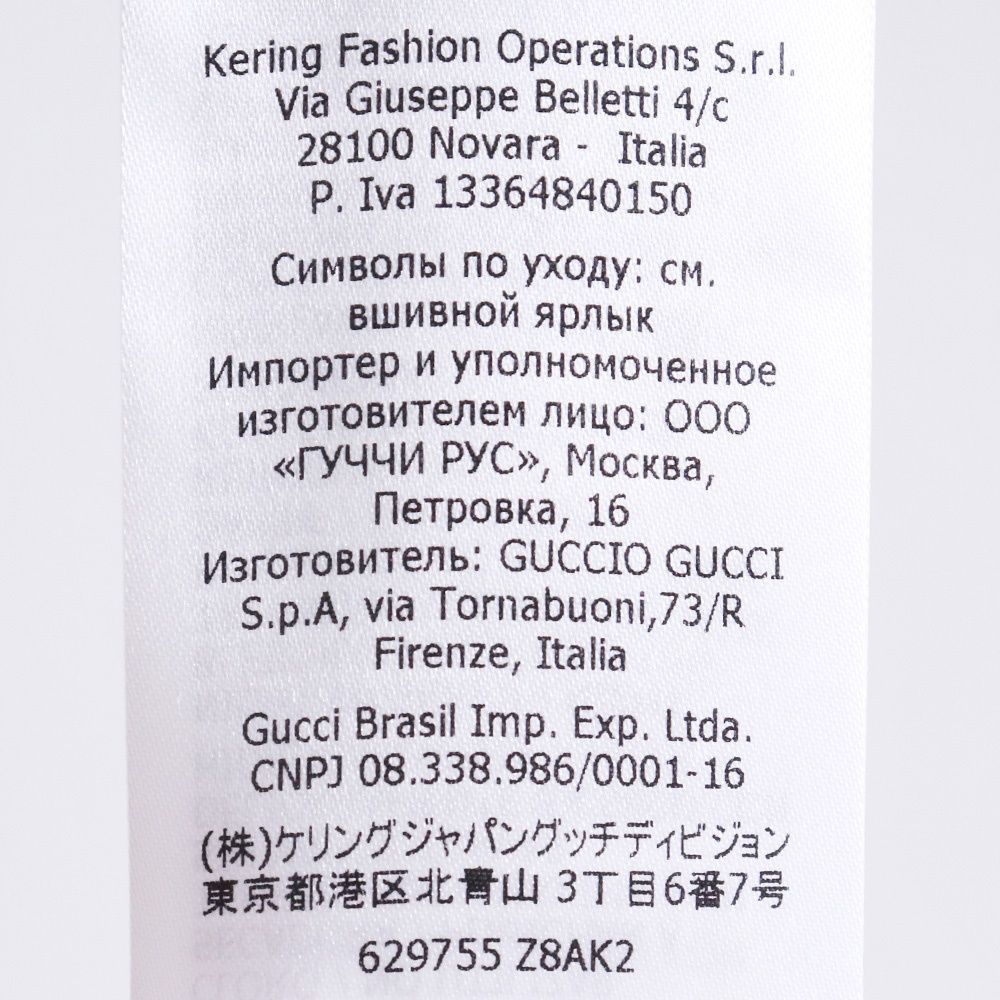 Kering Fashion Operations S.r.l.
Via Giuseppe Belletti 4/c
28100 Novara - Italia
P. Iva 13364840150
Символы по уходу: см.
вшивной ярлык
Импортер и уполномоченное
изготовителем лицо: ООО
«ГУЧЧИ РУС», Москва,
Петровка, 16
Изготовитель: GUCCIO GUCCI
S.p.A, via Tornabuoni,73/R
Firenze, Italia
Gucci Brasil Imp. Exp. Ltda.
CNPJ 08.338.986/0001-16
(株)ケリングジャパングッチディビジョン
東京都港区北青山 3丁目6番7号
629755 Z8AK2